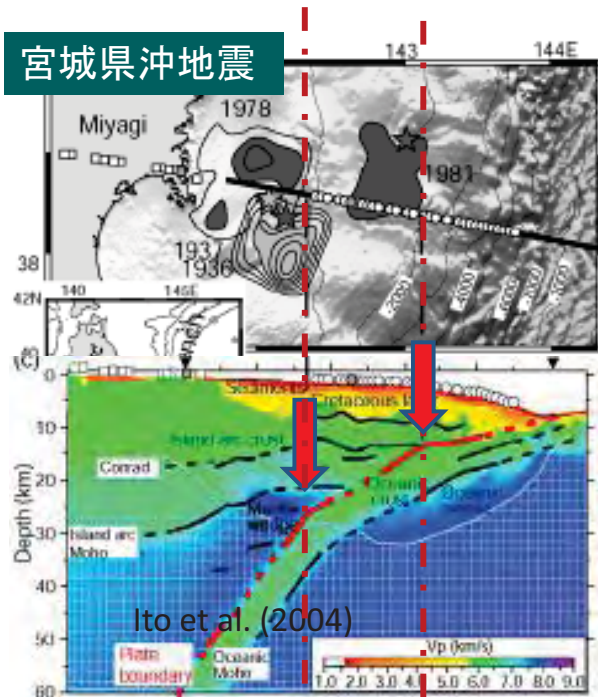 宮城県沖地震
143
144E
Miyagi
1978
1981
1936
38
140
42N
(C)
Sediments
Island arc crust
Conrad
Island arc
Moho
Oceanic
crust
Depth(km)
0
10
20
30
40
50
60
Ito et al. (2004)
Plate
boundary
Oceanic
Moho
Vp (km/s)
1.0 2.0 3.0 4.0 5.0 6.0 7.0 8.0 9.0